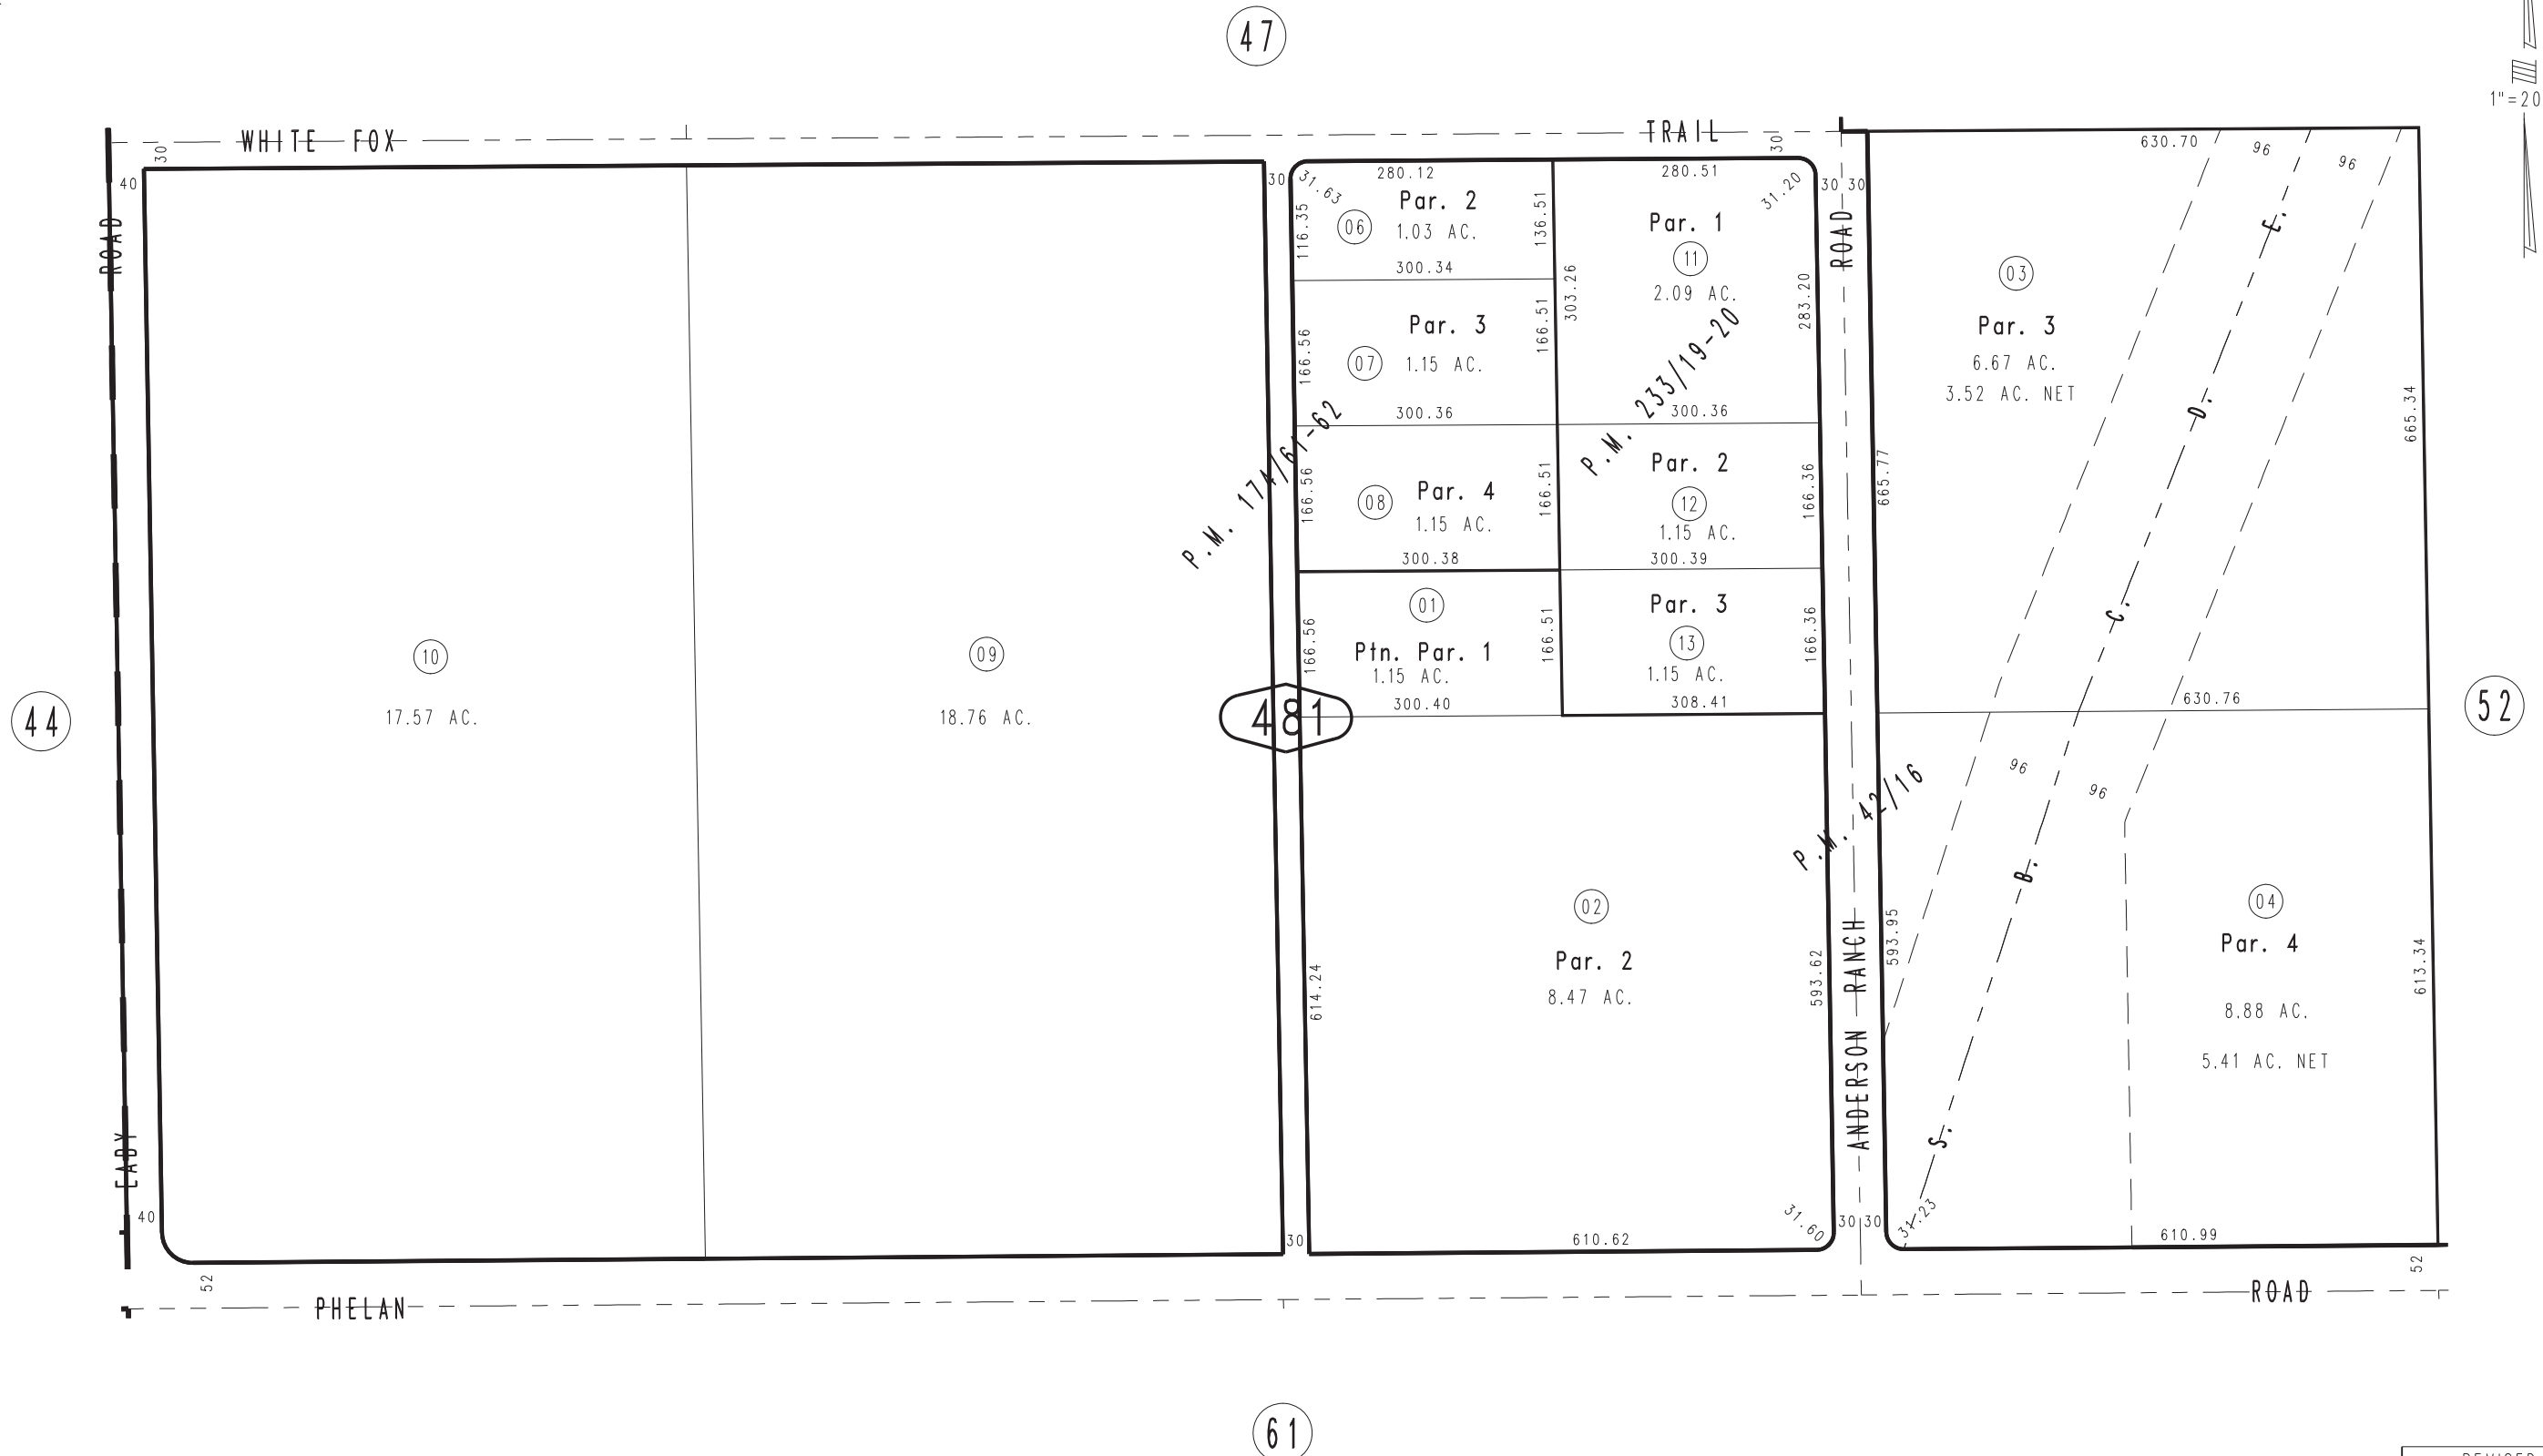 47
1"=20
WHITE FOX
TRAIL
30
30
40
ROAD
30
31.63
280.12
280.51
31.20
30
30
ROAD
630.70
96
96
116.35
06
Par. 2
1.03 AC.
136.51
300.34
Par. 1
11
2.09 AC.
303.26
283.20
03
Par. 3
6.67 AC.
3.52 AC. NET
665.77
665.34
166.56
07
Par. 3
1.15 AC.
166.51
300.36
P.M. 174/61-62
P.M. 233/19-20
300.36
166.56
08
Par. 4
1.15 AC.
166.51
300.38
Par. 2
12
1.15 AC.
166.36
300.39
166.56
01
Ptn. Par. 1
1.15 AC.
166.51
300.40
Par. 3
13
1.15 AC.
166.36
308.41
10
17.57 AC.
09
18.76 AC.
481
44
52
630.76
96
96
P.M. 42/16
S. B. C. D. E.
02
Par. 2
8.47 AC.
614.24
593.62
593.95
ANDERSON RANCH
04
Par. 4
8.88 AC.
5.41 AC. NET
613.34
EADY
40
30
610.62
31.60
30
30
31.23
610.99
52
52
PHELAN
ROAD
61